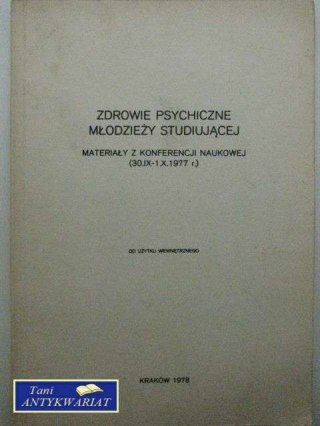 ZDROWIE PSYCHICZNE
MŁODZIEŻY STUDIUJĄCEJ
MATERIAŁY Z KONFERENCJI NAUKOWEJ
(30.IX-1.X.1977 r.)
DO UŻYTKU WEWNĘTRZNEGO
KRAKÓW 1978
Tani
ANTYKWARIAT